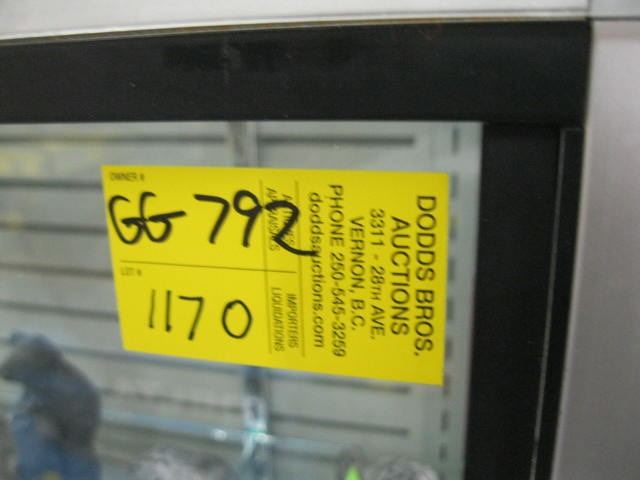 OWNER #
GG 792
LOT #
1170
DODDS BROS.
AUCTIONS
3311 - 28TH AVE.
VERNON, B.C.
PHONE 250-545-3259
doddsauctions.com
IMPORTERS
LIQUIDATIONS